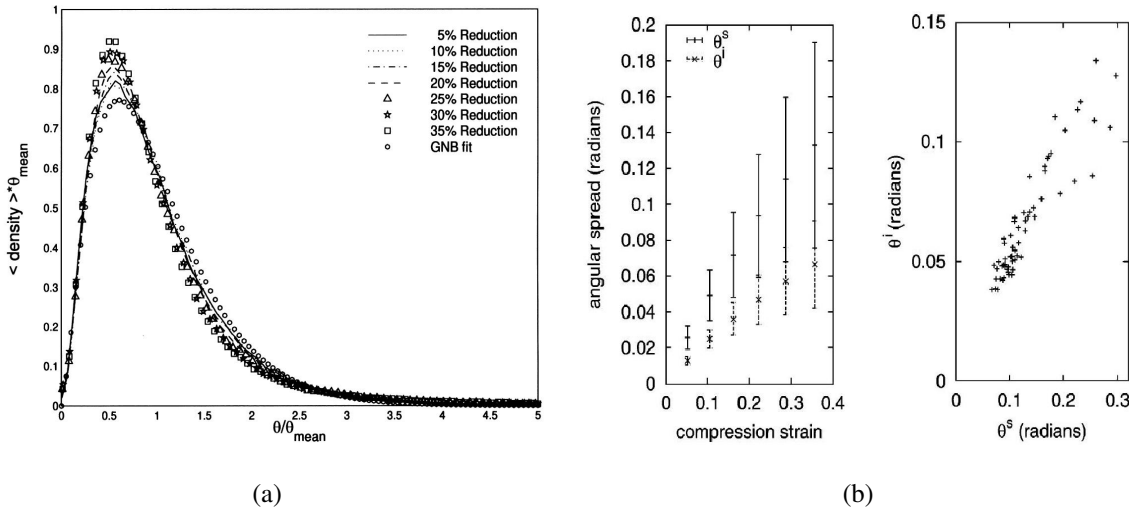 1
0.9
0.8
0.7
0.6
0.5
0.4
0.3
0.2
0.1
0
< density >*θmean
5% Reduction
10% Reduction
15% Reduction
20% Reduction
25% Reduction
30% Reduction
35% Reduction
GNB fit
0 0.5 1 1.5 2 2.5 3 3.5 4 4.5 5
θ/θmean
(a)
0.2
0.18
0.16
0.14
0.12
0.1
0.08
0.06
0.04
0.02
0
angular spread (radians)
θs
θi
0 0.1 0.2 0.3 0.4
compression strain
0.15
0.1
0.05
0
θi (radians)
0 0.1 0.2 0.3
θs (radians)
(b)